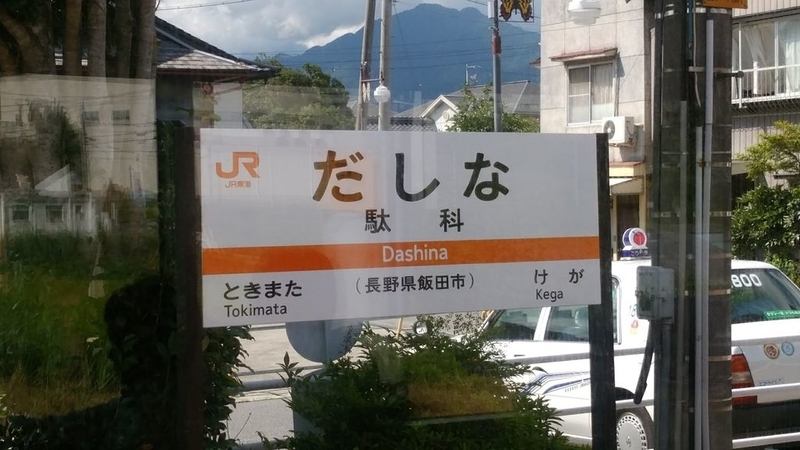 JR
JR東海
だしな
駄科
Dashina
ときまた
Tokimata
（長野県飯田市）
けが
Kega
800